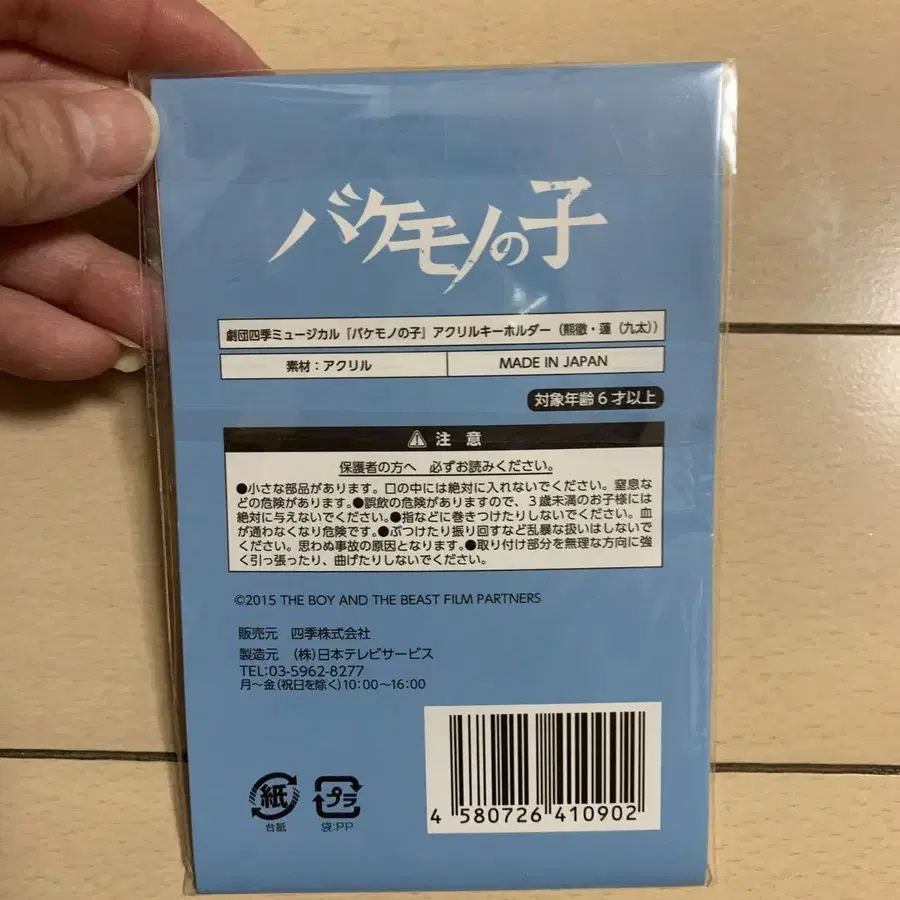 バケモノの子
劇団四季ミュージカル『バケモノの子』アクリルキーホルダー（熊徹・蓮（九太））
素材：アクリル
MADE IN JAPAN
対象年齢6才以上
注意
保護者の方へ 必ずお読みください。
●小さな部品があります。口の中には絶対に入れないでください。窒息な
どの危険があります。●誤飲の危険がありますので、３歳未満のお子様には
絶対に与えないでください。●指などに巻きつけたりしないでください。血
が通わなくなり危険です。●ぶつけたり振り回すなど乱暴な扱いはしないで
ください。思わぬ事故の原因となります。●取り付け部分を無理な方向に強
く引っ張ったり、曲げたりしないでください。
©2015 THE BOY AND THE BEAST FILM PARTNERS
販売元 四季株式会社
製造元 （株）日本テレビサービス
TEL:03-5962-8277
月～金（祝日を除く）10:00～16:00
紙
台紙
プラ
袋:PP
4 580726 410902